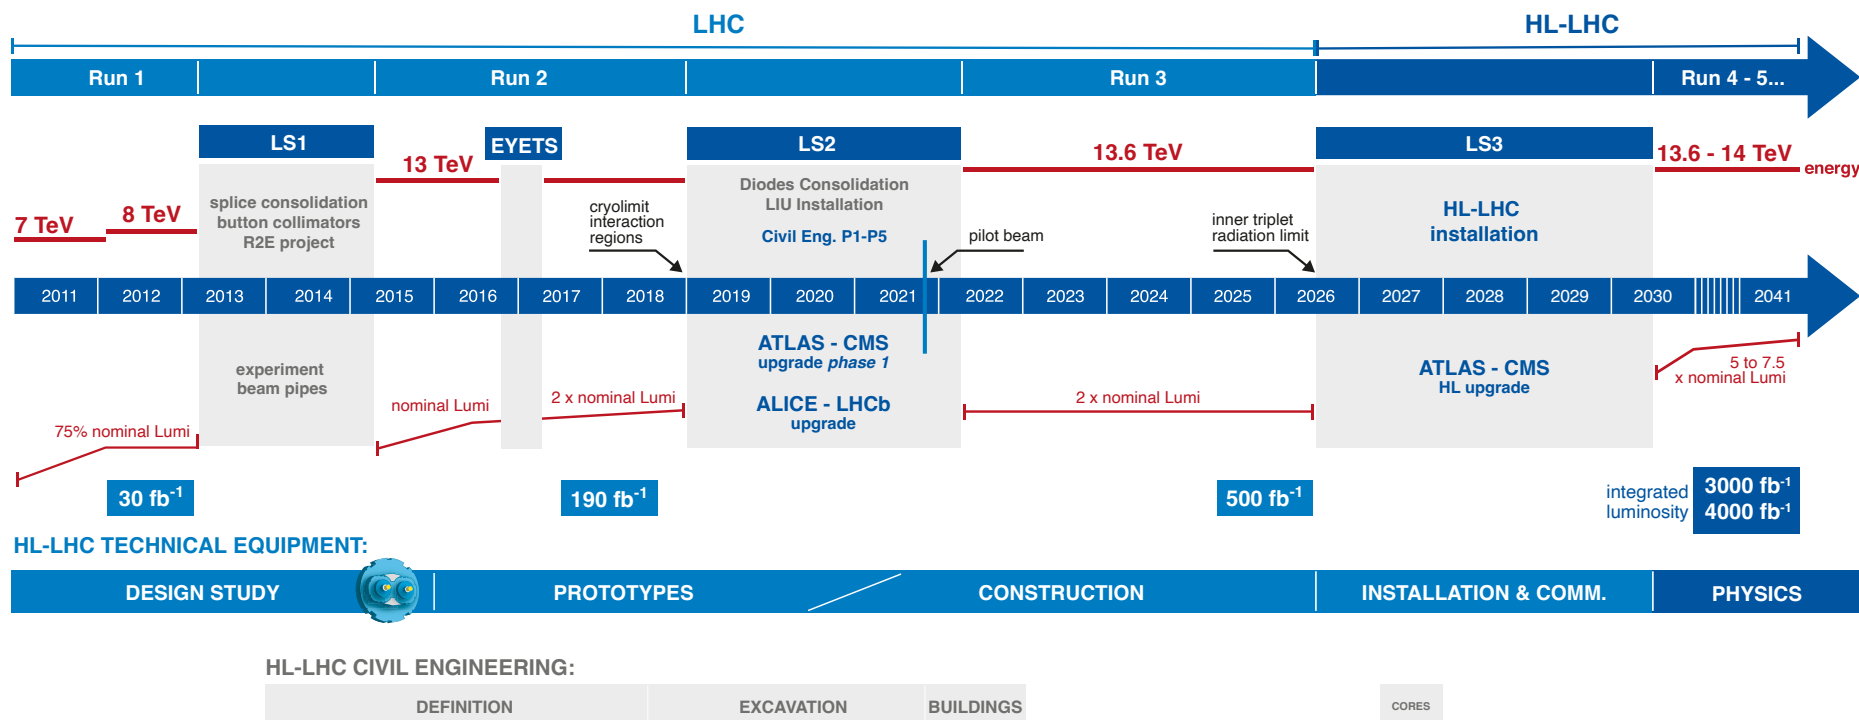 LHC
HL-LHC
Run 1
Run 2
Run 3
Run 4 - 5...
LS1
EYETS
LS2
LS3
13 TeV
13.6 TeV
13.6 - 14 TeV
energy
7 TeV
8 TeV
splice consolidation
button collimators
R2E project
cryolimit
interaction
regions
Diodes Consolidation
LIU Installation
Civil Eng. P1-P5
pilot beam
inner triplet
radiation limit
HL-LHC
installation
2011
2012
2013
2014
2015
2016
2017
2018
2019
2020
2021
2022
2023
2024
2025
2026
2027
2028
2029
2030
2041
experiment
beam pipes
ATLAS - CMS
upgrade phase 1
ALICE - LHCb
upgrade
ATLAS - CMS
HL upgrade
75% nominal Lumi
nominal Lumi
2 x nominal Lumi
2 x nominal Lumi
5 to 7.5
x nominal Lumi
30 fb⁻¹
190 fb⁻¹
500 fb⁻¹
integrated
luminosity
3000 fb⁻¹
4000 fb⁻¹
HL-LHC TECHNICAL EQUIPMENT:
DESIGN STUDY
PROTOTYPES
CONSTRUCTION
INSTALLATION & COMM.
PHYSICS
HL-LHC CIVIL ENGINEERING:
DEFINITION
EXCAVATION
BUILDINGS
CORES